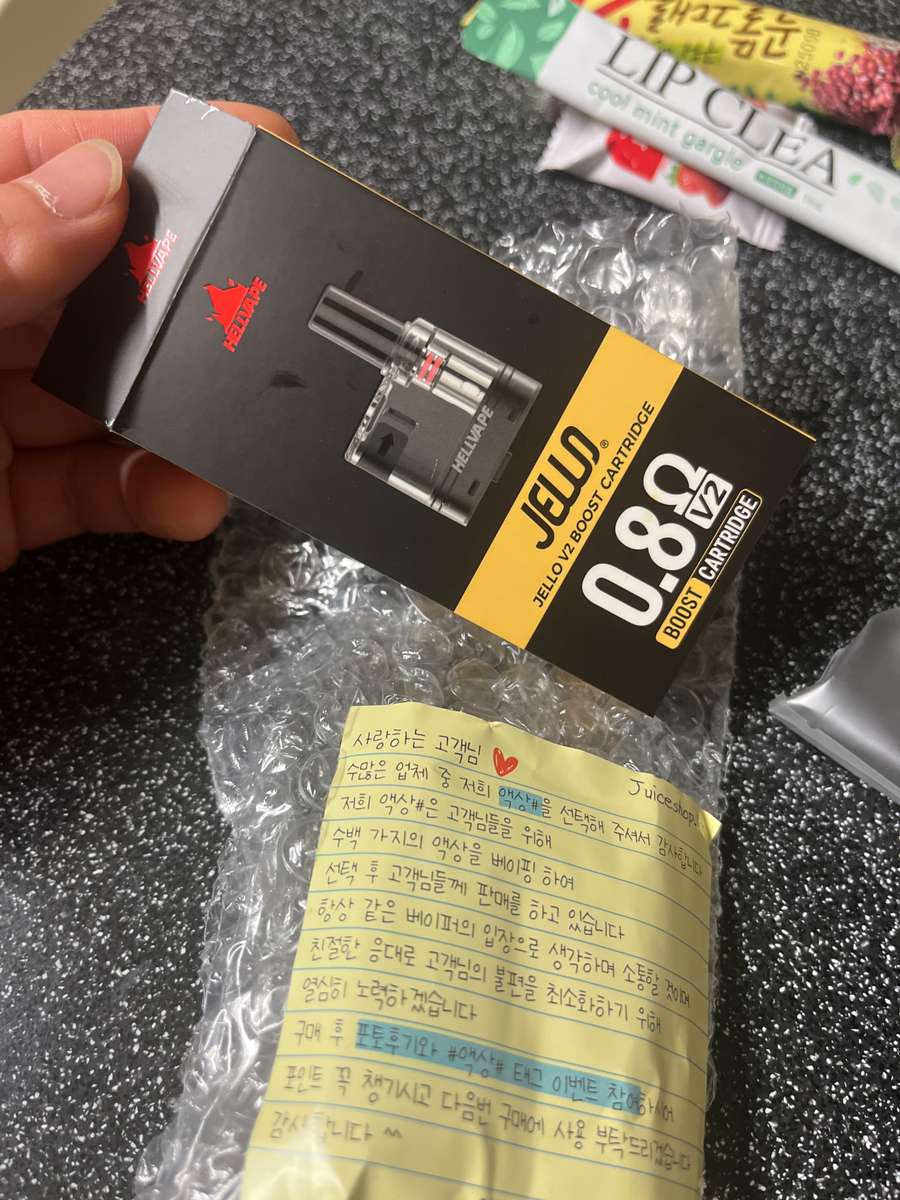 LIP CLEA
cool mint gargle
HELLVAPE
HELLVAPE
HELLVAPE
JELLO®
JELLO V2 BOOST CARTRIDGE
0.8Ω
V2
BOOST CARTRIDGE
사랑하는 고객님
Juiceshop#
수많은 업체 중 저희 액상#을 선택해 주셔서 감사합니다
저희 액상#은 고객님들을 위해
수백 가지의 액상을 베이핑 하여
선택 후 고객님들께 판매를 하고 있습니다
항상 같은 베이퍼의 입장으로 생각하며 소통할 것이며
친절한 응대로 고객님의 불편을 최소화하기 위해
열심히 노력하겠습니다
구매 후 포토후기와 #액상# 태그 이벤트 참여하시어
포인트 꼭 챙기시고 다음번 구매에 사용 부탁드리겠습니다
감사합니다 ^^